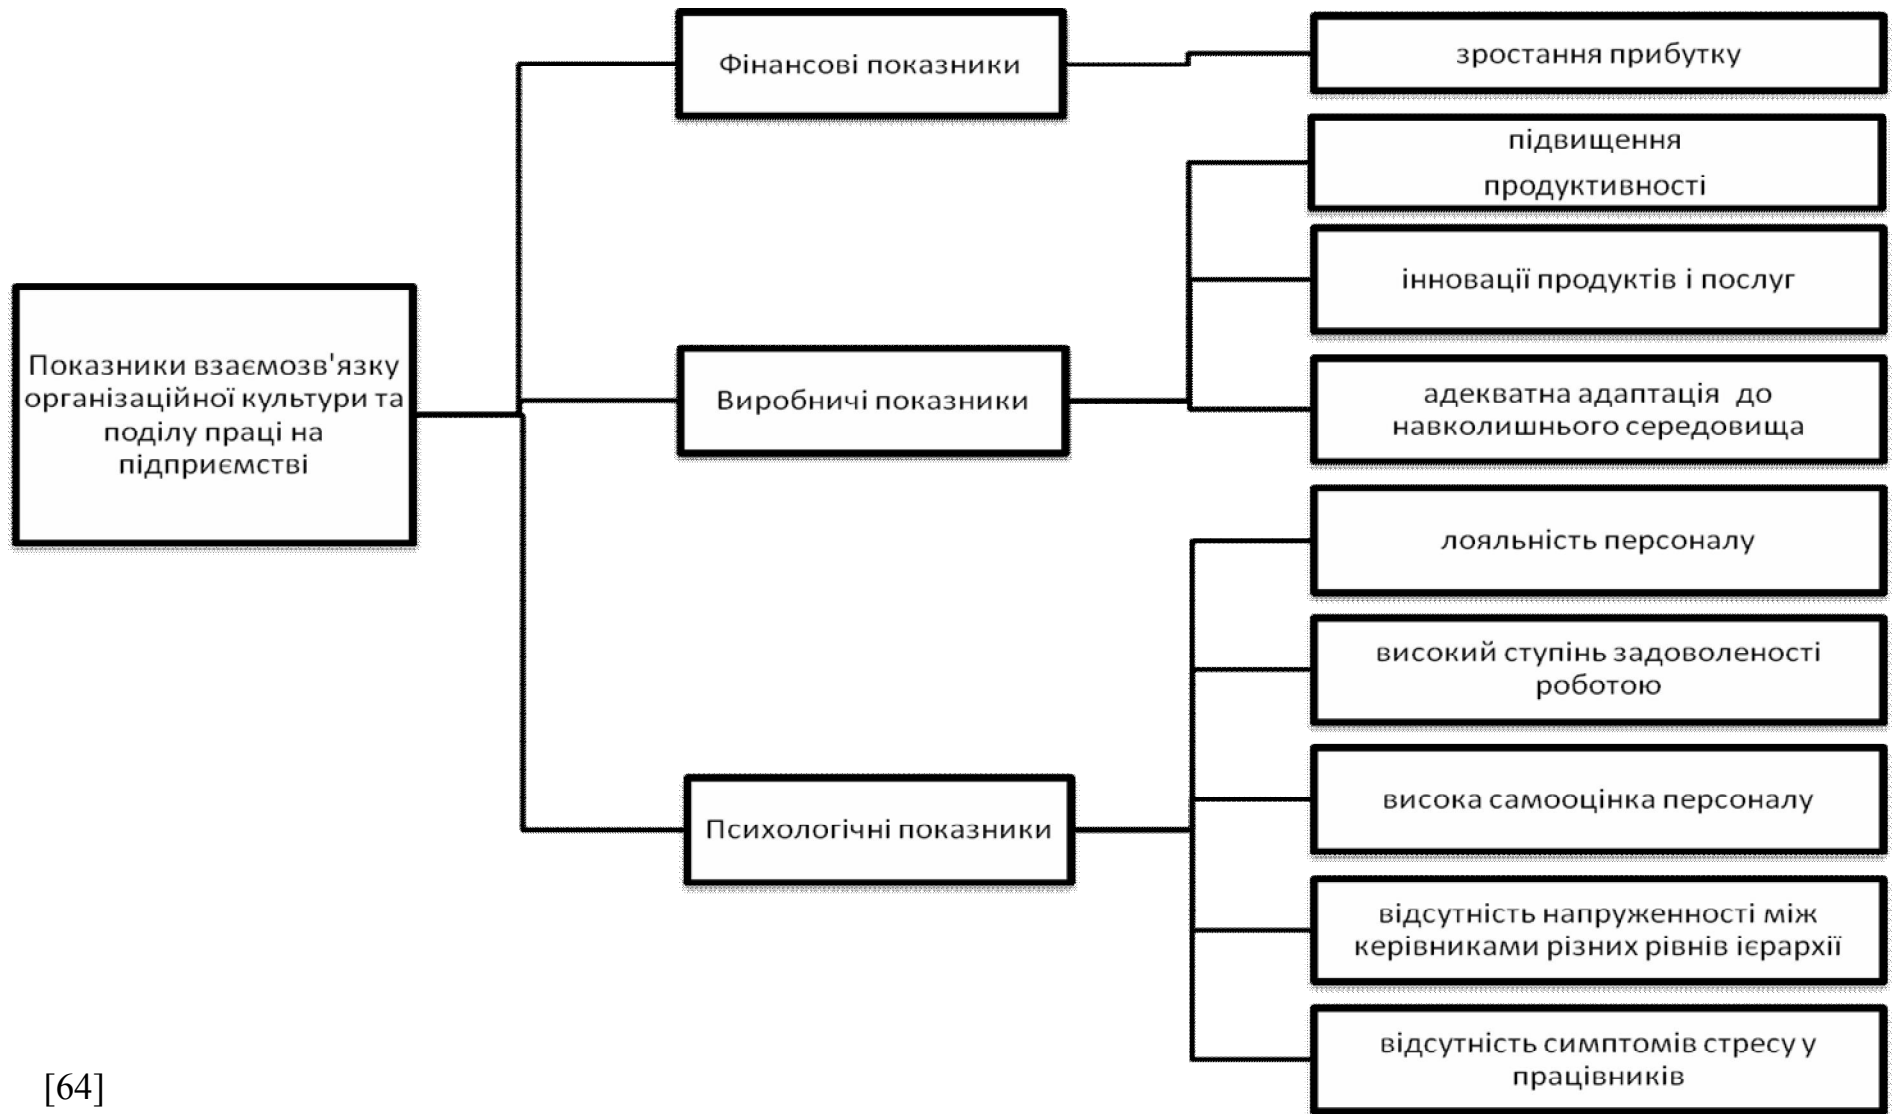 Фінансові показники
зростання прибутку
підвищення
продуктивності
інновації продуктів і послуг
Показники взаємозв'язку
організаційної культури та
поділу праці на
підприємстві
Виробничі показники
адекватна адаптація до
навколишнього середовища
лояльність персоналу
високий ступінь задоволеності
роботою
висока самооцінка персоналу
Психологічні показники
відсутність напруженності між
керівниками різних рівнів ієрархії
відсутність симптомів стресу у
працівників
[64]